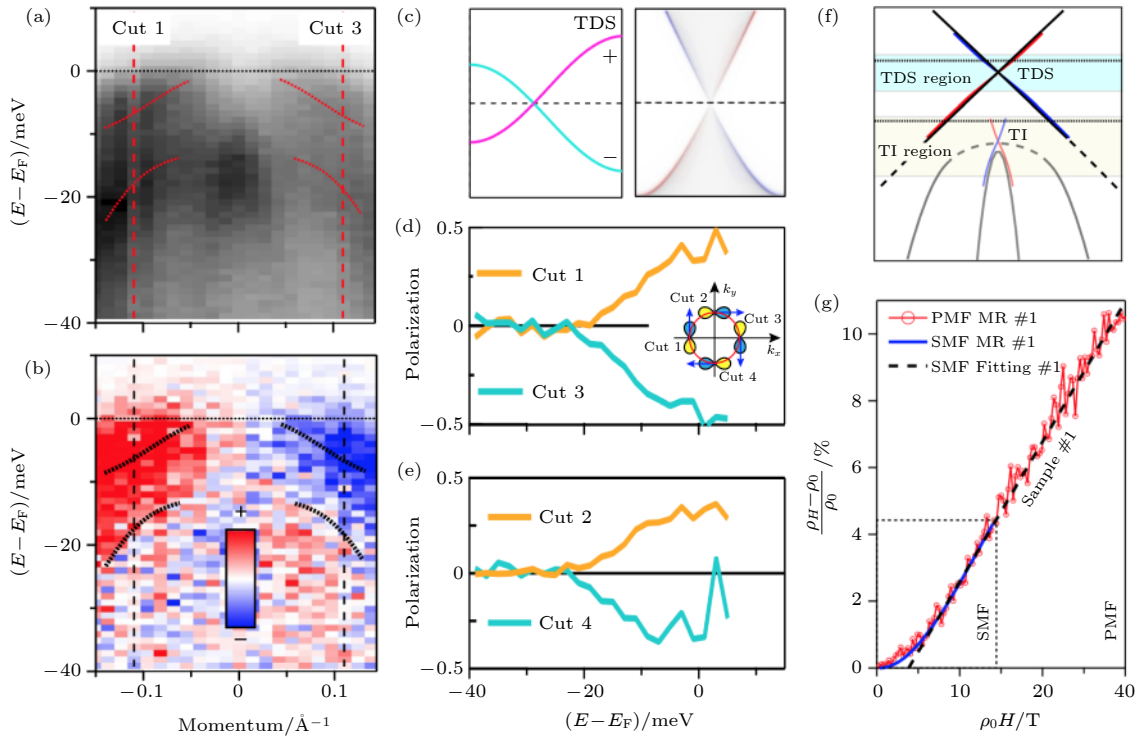 (a)
Cut 1
Cut 3
0
−20
−40
(E−E_F)/meV
(b)
0
−20
−40
(E−E_F)/meV
+
−
−0.1
0
0.1
Momentum/Å⁻¹
(c)
TDS
+
−
(d)
0.5
0
−0.5
Polarization
Cut 1
Cut 3
Cut 2
k_y
Cut 3
Cut 1
k_x
Cut 4
(e)
0.5
0
−0.5
Polarization
Cut 2
Cut 4
−40
−20
0
(E−E_F)/meV
(f)
TDS region
TDS
TI region
TI
(g)
PMF MR #1
SMF MR #1
SMF Fitting #1
10
8
6
4
2
0
(ρH−ρ0)/ρ0 /%
Sample #1
SMF
PMF
0
10
20
30
40
ρ₀H/T